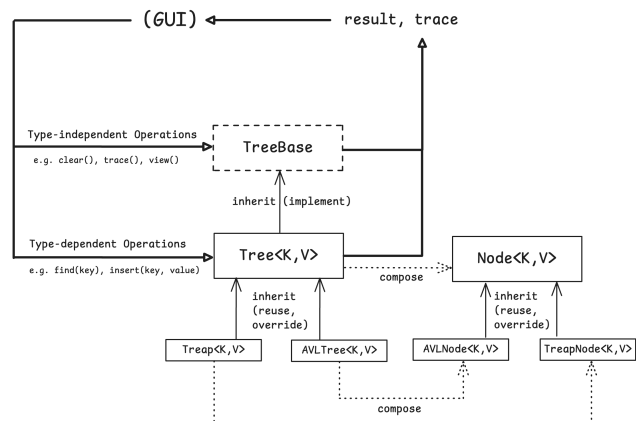 (GUI)
result, trace
Type-independent Operations
e.g. clear(), trace(), view()
TreeBase
inherit (implement)
Type-dependent Operations
e.g. find(key), insert(key, value)
Tree<K,V>
compose
Node<K,V>
inherit
(reuse,
override)
inherit
(reuse,
override)
Treap<K,V>
AVLTree<K,V>
AVLNode<K,V>
TreapNode<K,V>
compose